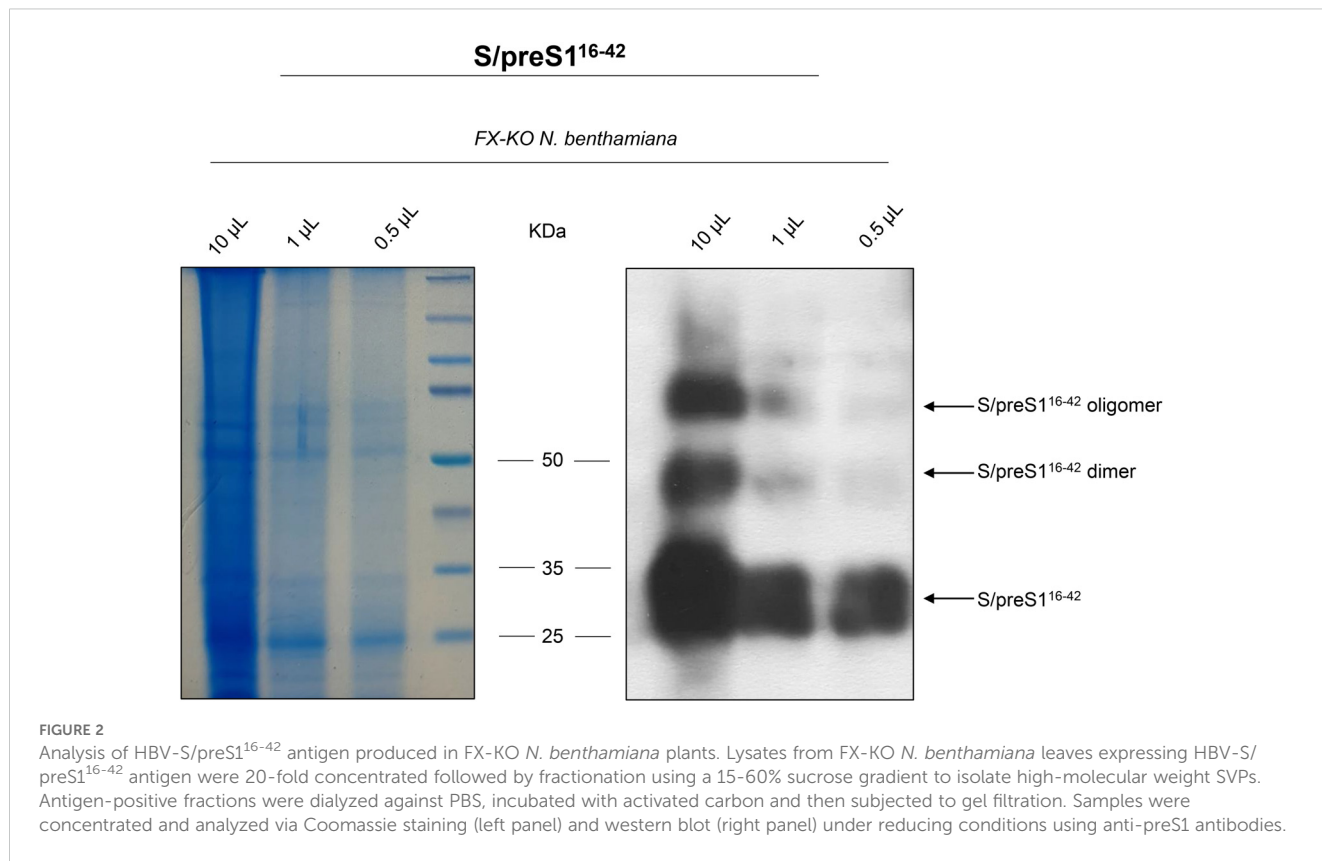 S/preS1¹⁶⁻⁴²
FX-KO N. benthamiana
10 µL 1 µL 0.5 µL KDa 10 µL 1 µL 0.5 µL
S/preS1¹⁶⁻⁴² oligomer
50
S/preS1¹⁶⁻⁴² dimer
35
S/preS1¹⁶⁻⁴²
25
FIGURE 2
Analysis of HBV-S/preS1¹⁶⁻⁴² antigen produced in FX-KO N. benthamiana plants. Lysates from FX-KO N. benthamiana leaves expressing HBV-S/
preS1¹⁶⁻⁴² antigen were 20-fold concentrated followed by fractionation using a 15-60% sucrose gradient to isolate high-molecular weight SVPs.
Antigen-positive fractions were dialyzed against PBS, incubated with activated carbon and then subjected to gel filtration. Samples were
concentrated and analyzed via Coomassie staining (left panel) and western blot (right panel) under reducing conditions using anti-preS1 antibodies.